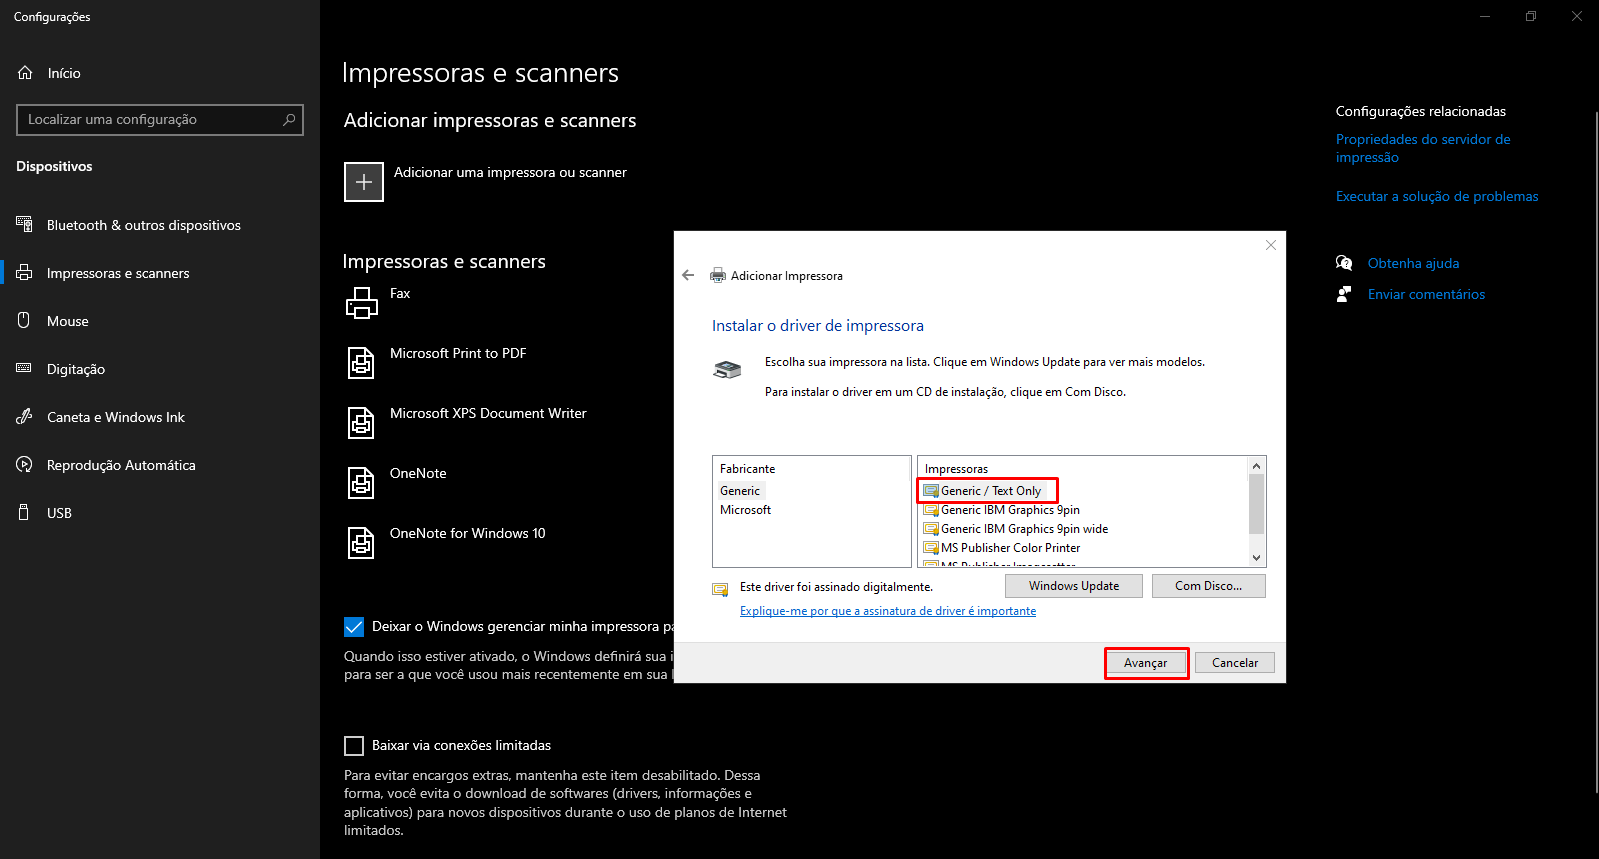 Configurações
Início
Localizar uma configuração
Dispositivos
Bluetooth & outros dispositivos
Impressoras e scanners
Mouse
Digitação
Caneta e Windows Ink
Reprodução Automática
USB
Impressoras e scanners
Adicionar impressoras e scanners
Adicionar uma impressora ou scanner
Impressoras e scanners
Fax
Microsoft Print to PDF
Microsoft XPS Document Writer
OneNote
OneNote for Windows 10
Deixar o Windows gerenciar minha impressora
Quando isso estiver ativado, o Windows definirá sua
para ser a que você usou mais recentemente em sua
Baixar via conexões limitadas
Para evitar encargos extras, mantenha este item desabilitado. Dessa
forma, você evita o download de softwares (drivers, informações e
aplicativos) para novos dispositivos durante o uso de planos de Internet
limitados.
Adicionar Impressora
Instalar o driver de impressora
Escolha sua impressora na lista. Clique em Windows Update para ver mais modelos.
Para instalar o driver em um CD de instalação, clique em Com Disco.
Fabricante
Generic
Microsoft
Impressoras
Generic / Text Only
Generic IBM Graphics 9pin
Generic IBM Graphics 9pin wide
MS Publisher Color Printer
MS Publisher Imagesetter
Este driver foi assinado digitalmente.
Windows Update
Com Disco...
Explique-me por que a assinatura de driver é importante
Avançar
Cancelar
Configurações relacionadas
Propriedades do servidor de
impressão
Executar a solução de problemas
Obtenha ajuda
Enviar comentários